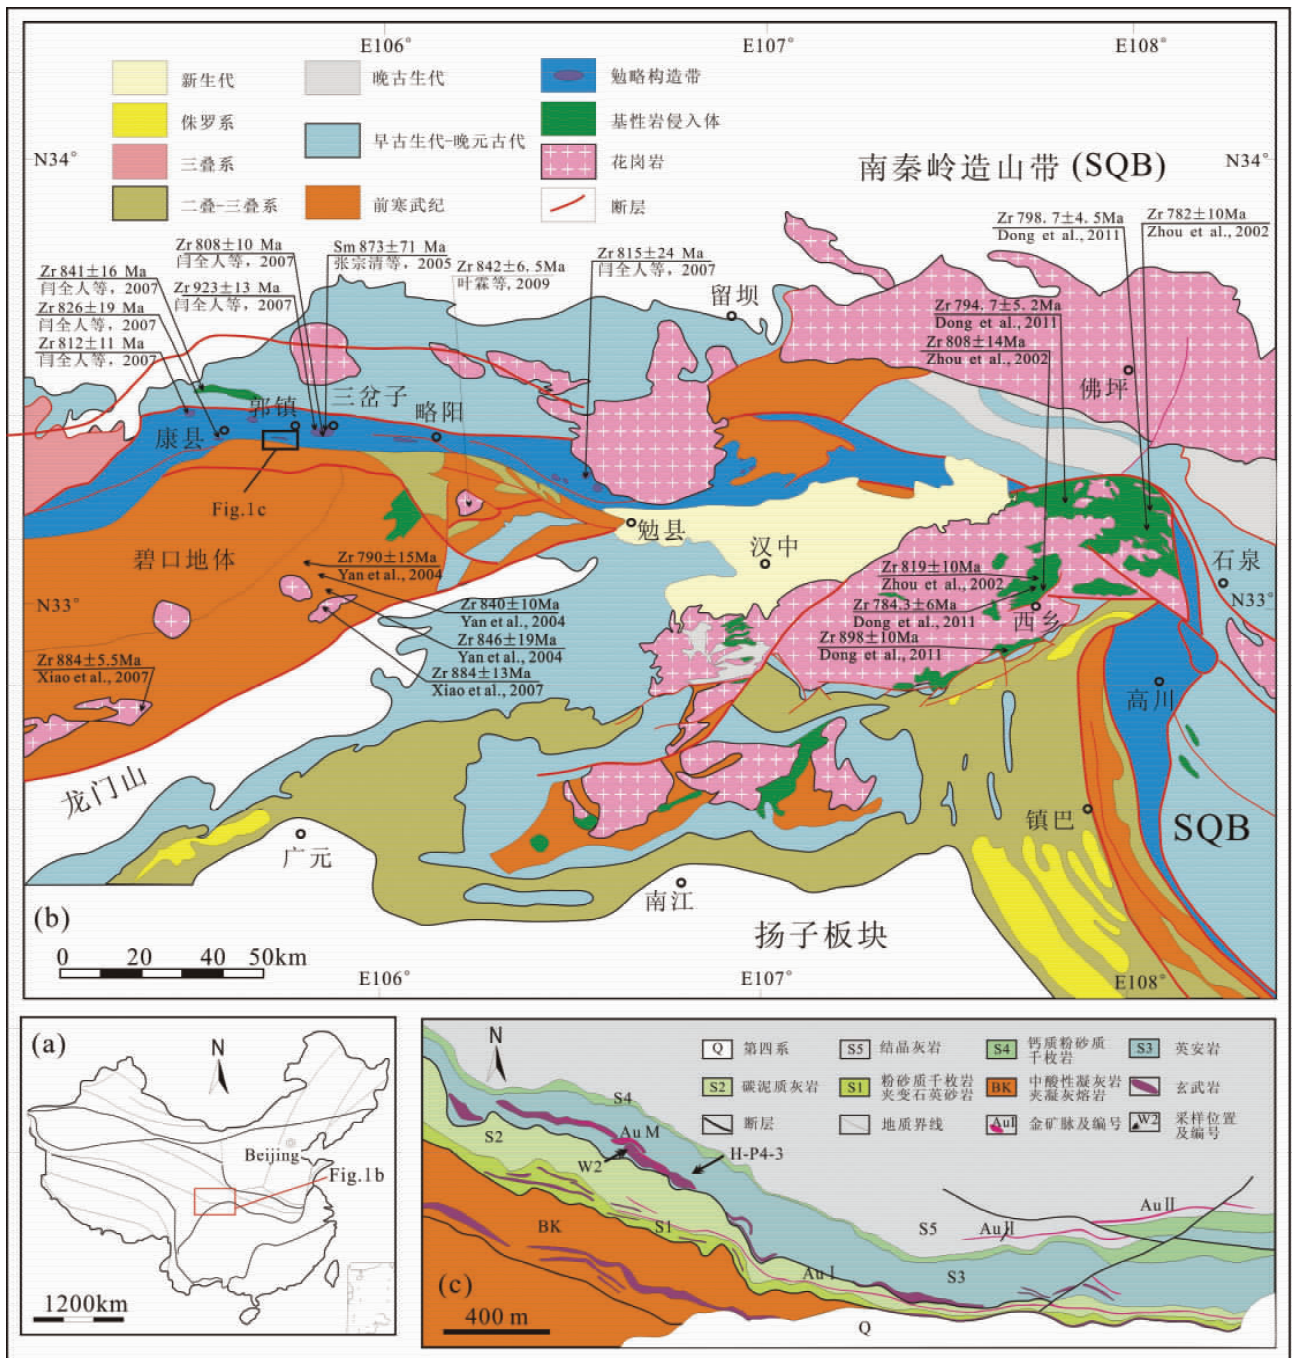 E106°
E107°
E108°
新生代
晚古生代
勉略构造带
侏罗系
早古生代-晚元古代
基性岩侵入体
三叠系
花岗岩
二叠-三叠系
前寒武纪
断层
N34°
N34°
南秦岭造山带 (SQB)
Zr 808±10 Ma
闫全人等, 2007
Sm 873±71 Ma
张宗清等, 2005
Zr 842±6. 5Ma
叶霖等, 2009
Zr 815±24 Ma
闫全人等, 2007
Zr 798. 7±4. 5Ma
Dong et al., 2011
Zr 782±10Ma
Zhou et al., 2002
Zr 841±16 Ma
闫全人等, 2007
Zr 923±13 Ma
闫全人等, 2007
Zr 826±19 Ma
闫全人等, 2007
Zr 812±11 Ma
闫全人等, 2007
Zr 794. 7±5. 2Ma
Dong et al., 2011
Zr 808±14Ma
Zhou et al., 2002
留坝
佛坪
三岔子
郭镇
略阳
康县
Fig.1c
勉县
汉中
碧口地体
石泉
Zr 790±15Ma
Yan et al., 2004
Zr 819±10Ma
Zhou et al., 2002
N33°
N33°
Zr 840±10Ma
Yan et al., 2004
Zr 784.3±6Ma
Dong et al., 2011
西乡
Zr 846±19Ma
Yan et al., 2004
Zr 898±10Ma
Dong et al., 2011
Zr 884±5.5Ma
Xiao et al., 2007
Zr 884±13Ma
Xiao et al., 2007
高川
龙门山
镇巴
SQB
广元
南江
扬子板块
(b)
0 20 40 50km
E106°
E107°
E108°
(a)
N
Beijing
Fig.1b
1200km
N
Q 第四系
S5 结晶灰岩
S4 钙质粉砂质
千枚岩
S3 英安岩
S2 碳泥质灰岩
S1 粉砂质千枚岩
夹变石英砂岩
BK 中酸性凝灰岩
夹凝灰熔岩
玄武岩
断层
地质界线
AuI 金矿脉及编号
W2 采样位置
及编号
S4
S2
Au M
W2
H-P4-3
BK
S1
S5
Au II
Au II
Au I
S3
(c)
400 m
Q